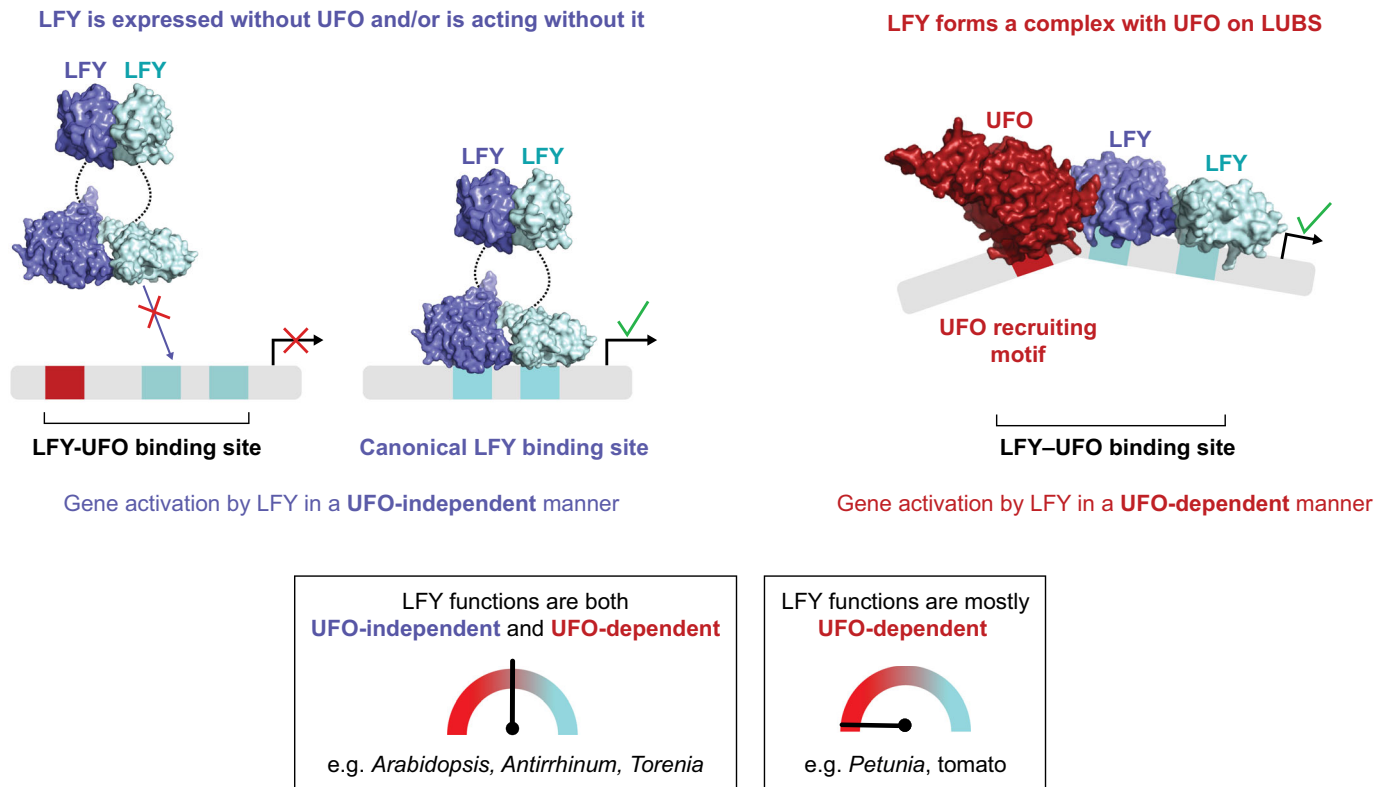 LFY is expressed without UFO and/or is acting without it
LFY LFY
LFY LFY
LFY-UFO binding site
Canonical LFY binding site
Gene activation by LFY in a UFO-independent manner
LFY forms a complex with UFO on LUBS
UFO
LFY
LFY
UFO recruiting
motif
LFY–UFO binding site
Gene activation by LFY in a UFO-dependent manner
LFY functions are both
UFO-independent and UFO-dependent
e.g. Arabidopsis, Antirrhinum, Torenia
LFY functions are mostly
UFO-dependent
e.g. Petunia, tomato